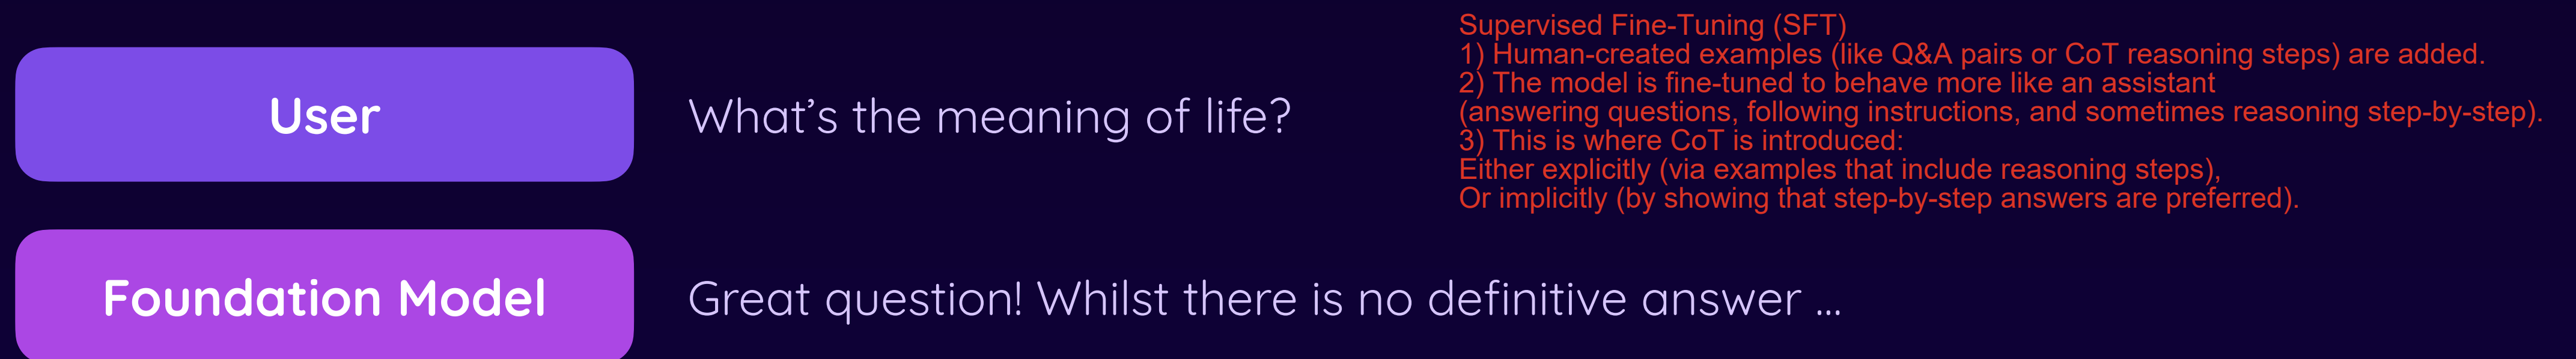 User
What's the meaning of life?
Supervised Fine-Tuning (SFT)
1) Human-created examples (like Q&A pairs or CoT reasoning steps) are added.
2) The model is fine-tuned to behave more like an assistant
(answering questions, following instructions, and sometimes reasoning step-by-step).
3) This is where CoT is introduced:
Either explicitly (via examples that include reasoning steps),
Or implicitly (by showing that step-by-step answers are preferred).
Foundation Model
Great question! Whilst there is no definitive answer ...